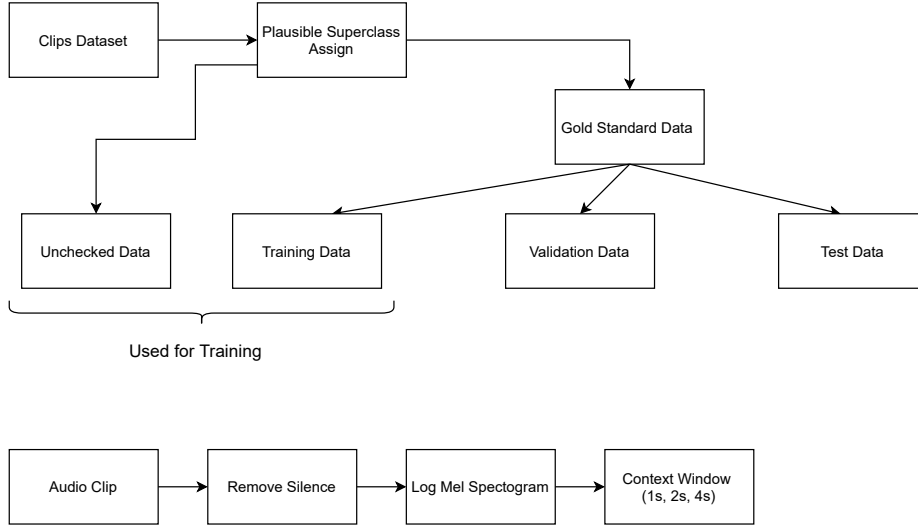 Clips Dataset
Plausible Superclass
Assign
Gold Standard Data
Unchecked Data
Training Data
Validation Data
Test Data
Used for Training
Audio Clip
Remove Silence
Log Mel Spectogram
Context Window
(1s, 2s, 4s)